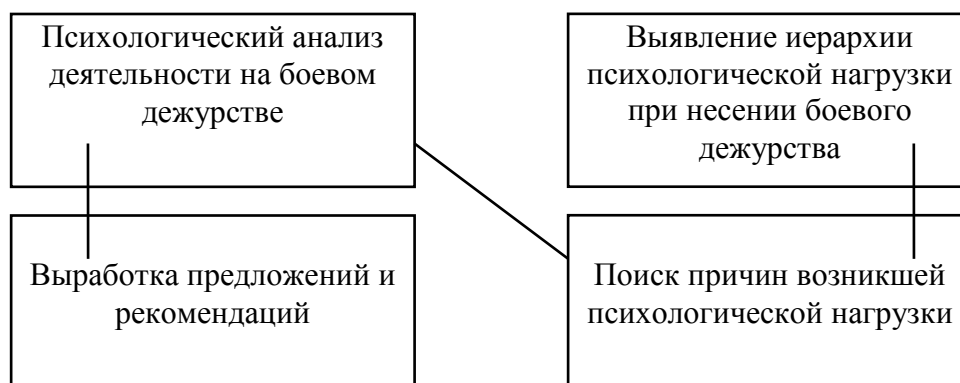 Психологический анализ
деятельности на боевом
дежурстве
Выявление иерархии
психологической нагрузки
при несении боевого
дежурства
Выработка предложений и
рекомендаций
Поиск причин возникшей
психологической нагрузки